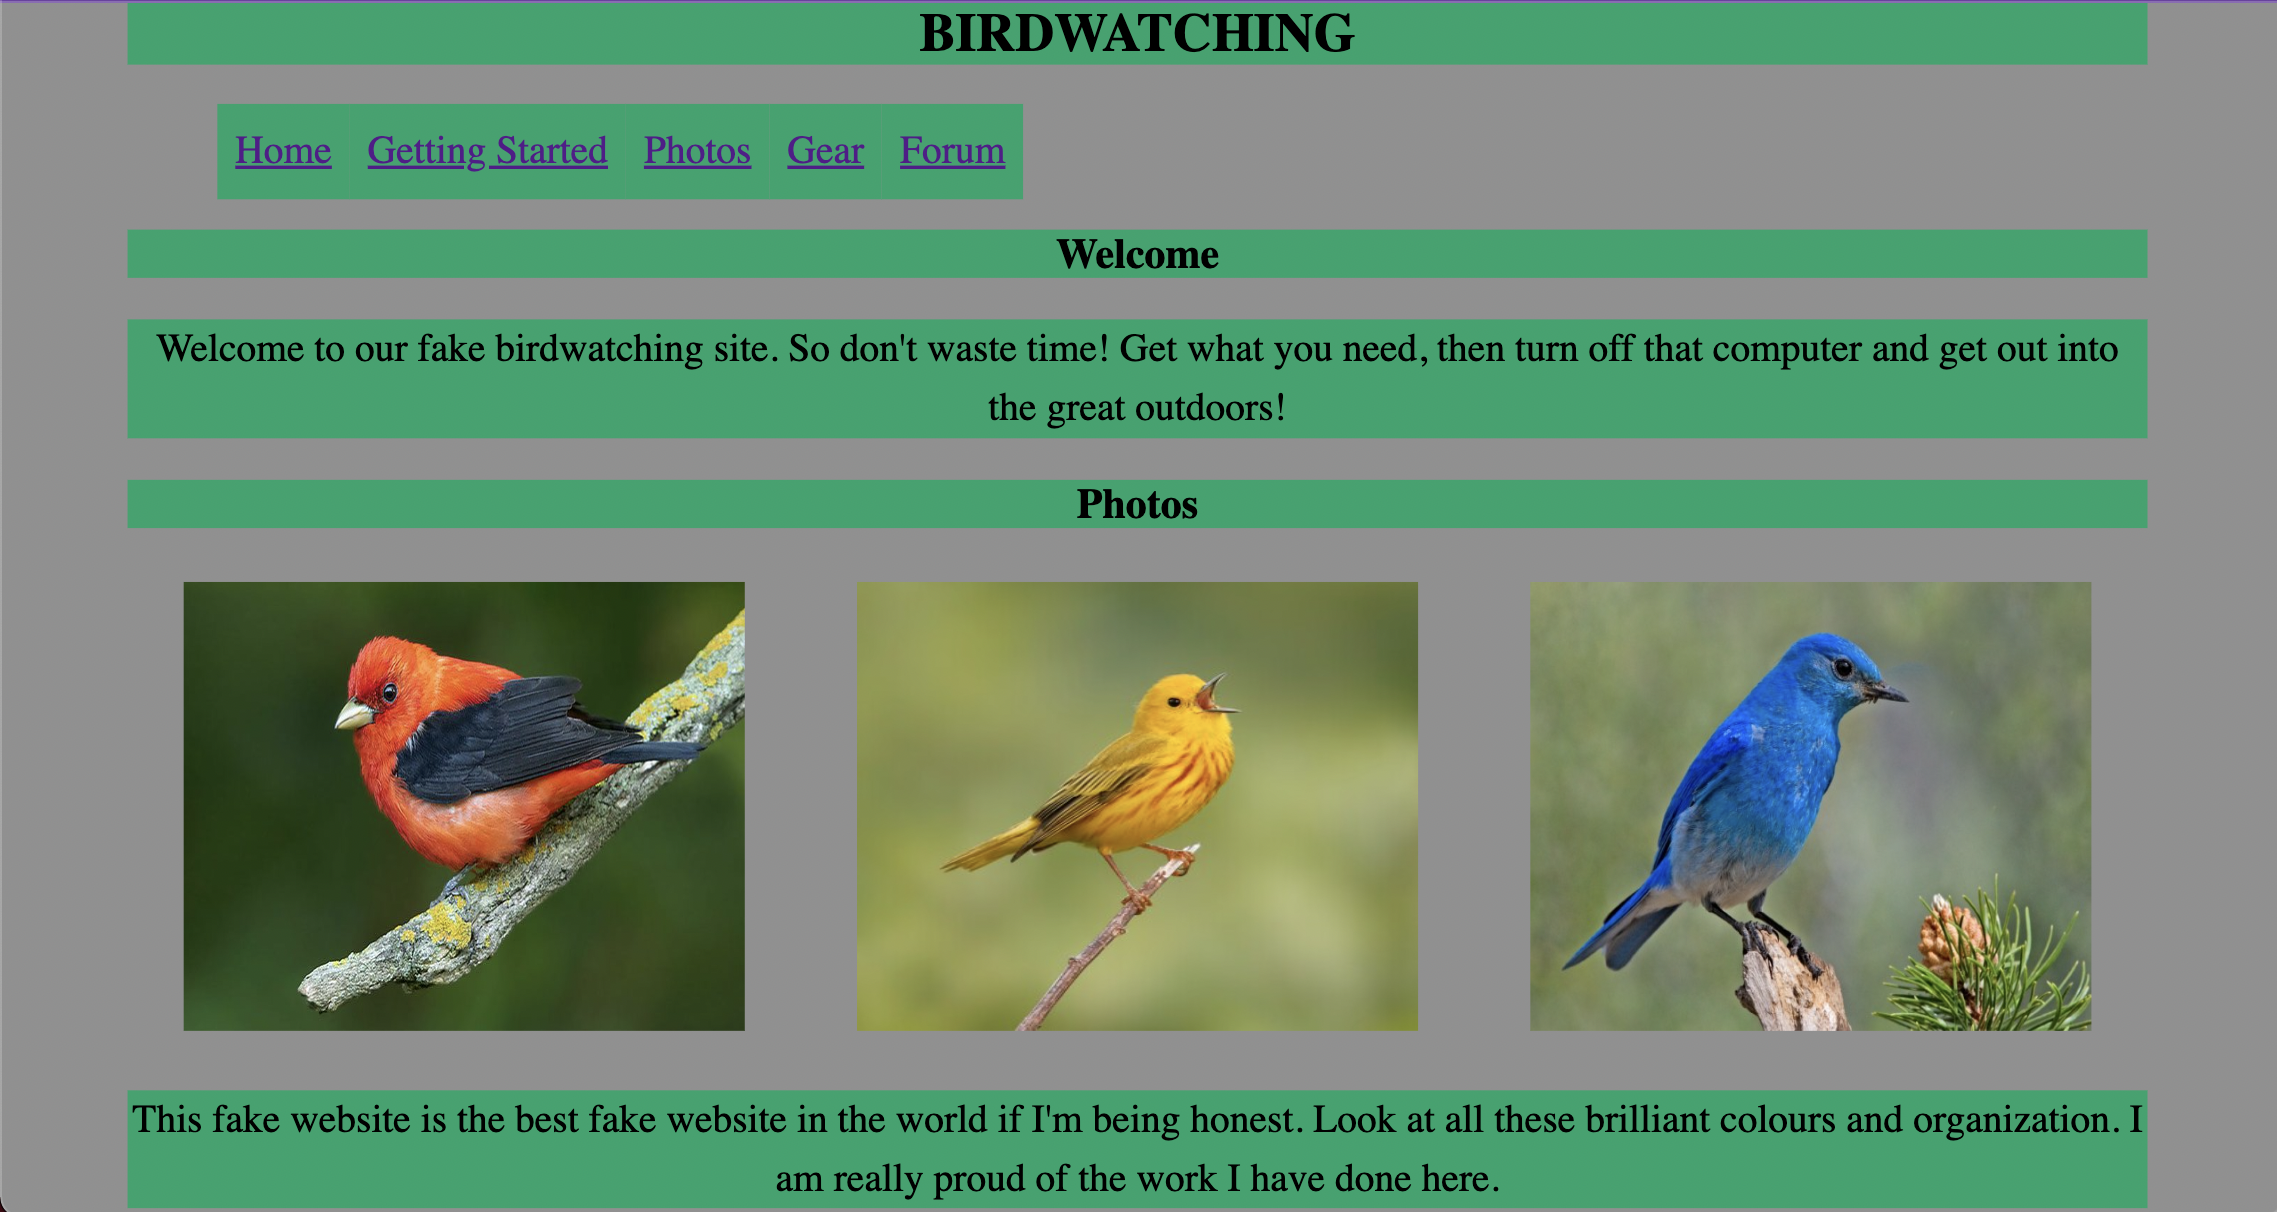 BIRDWATCHING
Home Getting Started Photos Gear Forum
Welcome
Welcome to our fake birdwatching site. So don't waste time! Get what you need, then turn off that computer and get out into
the great outdoors!
Photos
This fake website is the best fake website in the world if I'm being honest. Look at all these brilliant colours and organization. I
am really proud of the work I have done here.